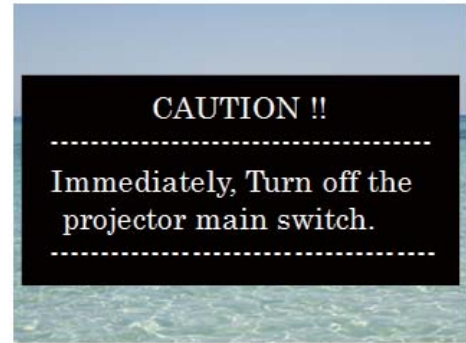 CAUTION !!
Immediately, Turn off the
projector main switch.